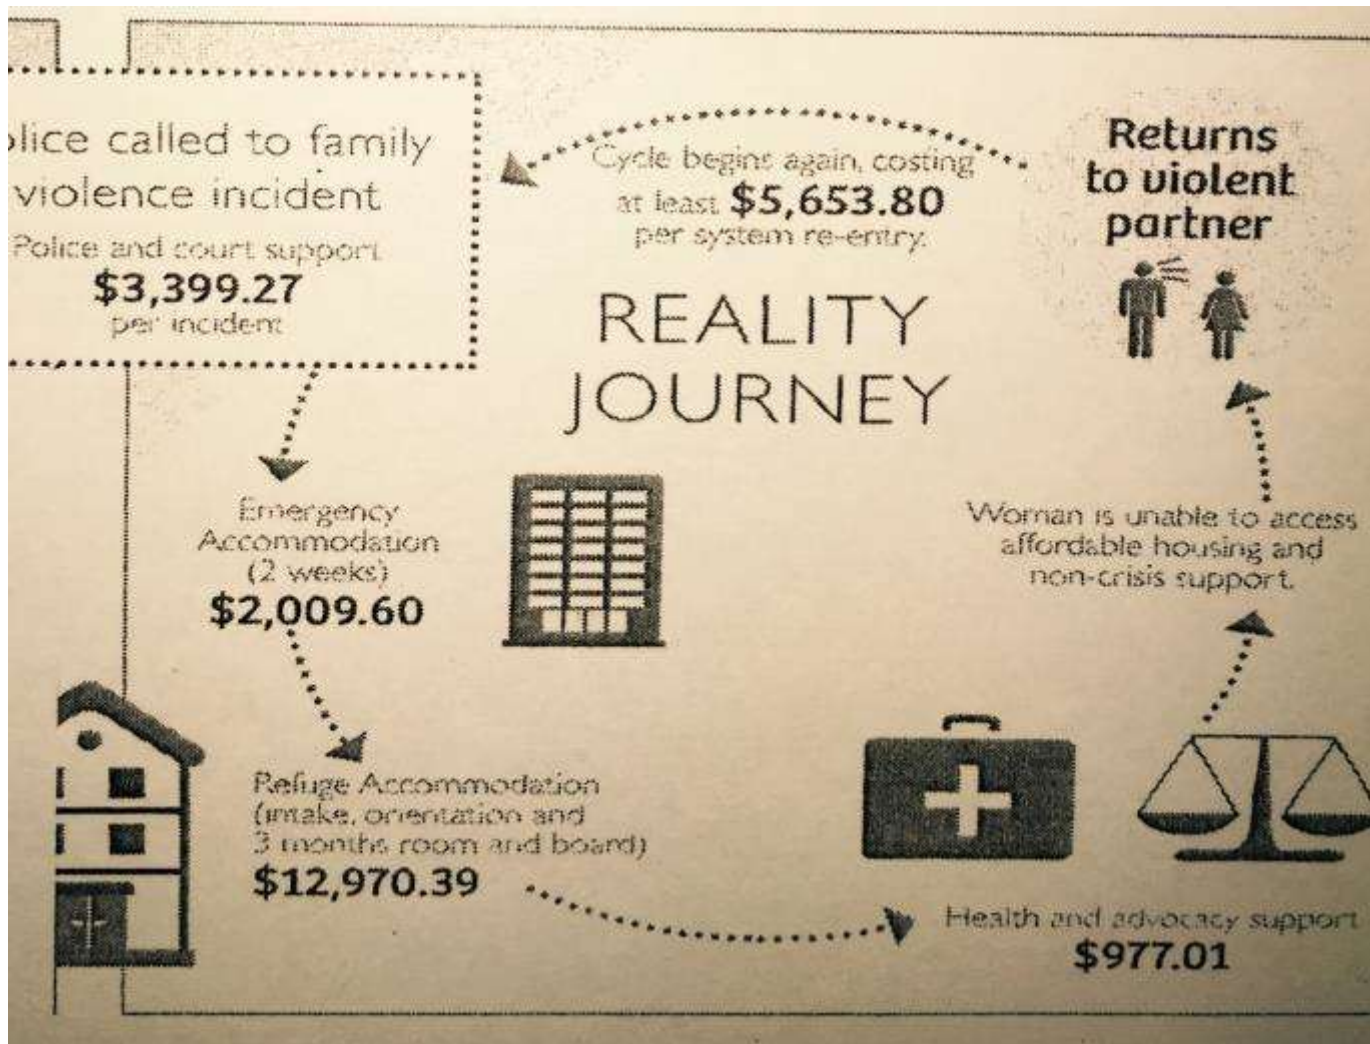 lice called to family
violence incident
Police and court support
$3,399.27
per incident
Cycle begins again, costing
at least $5,653.80
per system re-entry.
Returns
to violent
partner
REALITY
JOURNEY
Emergency
Accommodation
(2 weeks)
$2,009.60
Refuge Accommodation
(intake, orientation and
3 months room and board)
$12,970.39
Health and advocacy support
$977.01
Woman is unable to access
affordable housing and
non-crisis support.